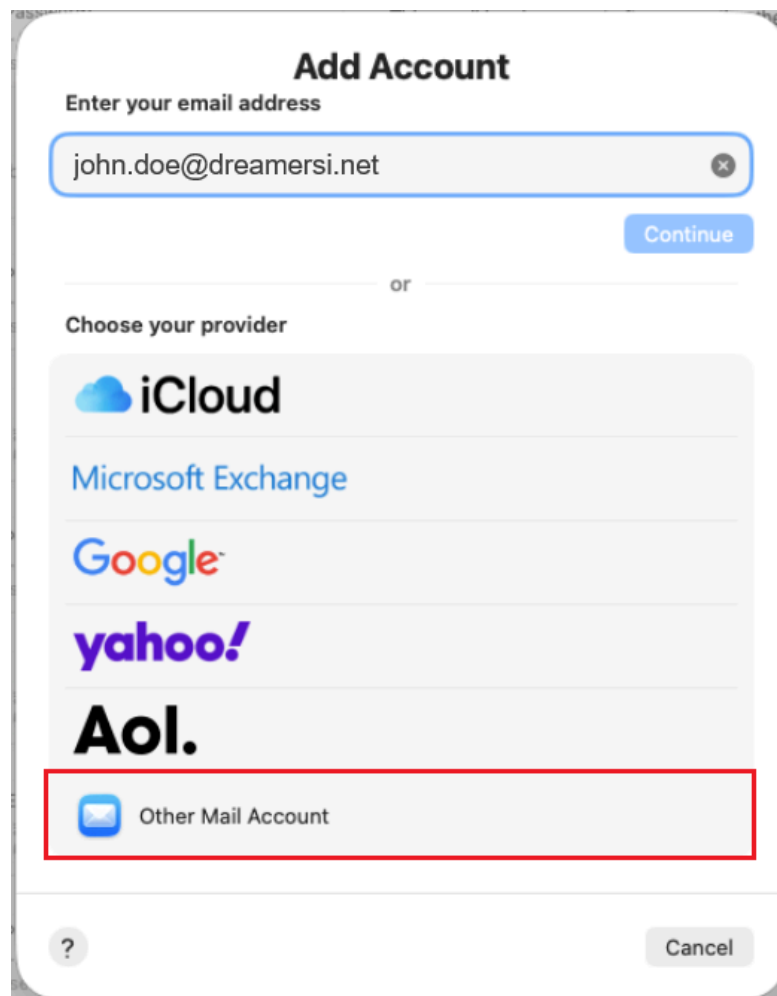 Add Account
Enter your email address
john.doe@dreamersi.net
Continue
or
Choose your provider
iCloud
Microsoft Exchange
Google™
yahoo!
Aol.
Other Mail Account
?
Cancel